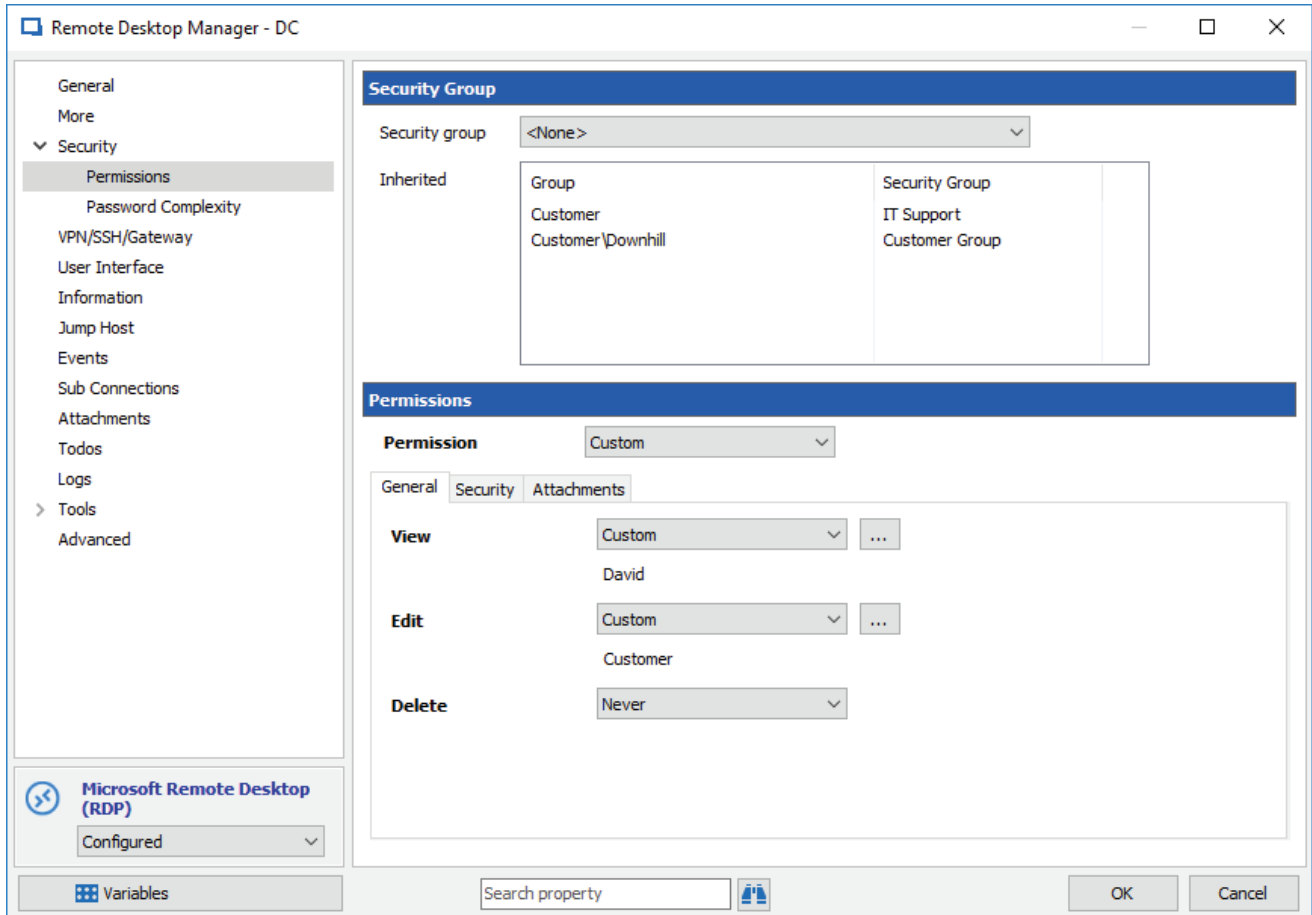 Remote Desktop Manager - DC
General
More
Security
Permissions
Password Complexity
VPN/SSH/Gateway
User Interface
Information
Jump Host
Events
Sub Connections
Attachments
Todos
Logs
Tools
Advanced
Microsoft Remote Desktop
(RDP)
Configured
Variables
Security Group
Security group <None>
Inherited
Group Security Group
Customer IT Support
Customer\Downhill Customer Group
Permissions
Permission Custom
General Security Attachments
View Custom ...
David
Edit Custom ...
Customer
Delete Never
Search property
OK Cancel